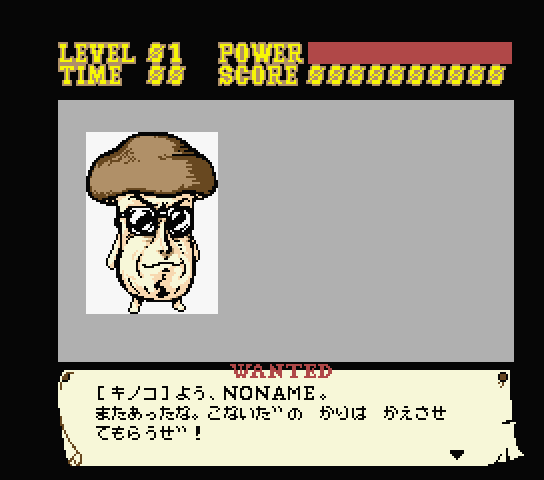 LEVEL 01 POWER
TIME 00 SCORE 0000000000
WANTED
[キノコ]よう、NONAME。
またあったな。こないだの かりは かえさせ
てもらうぜ!